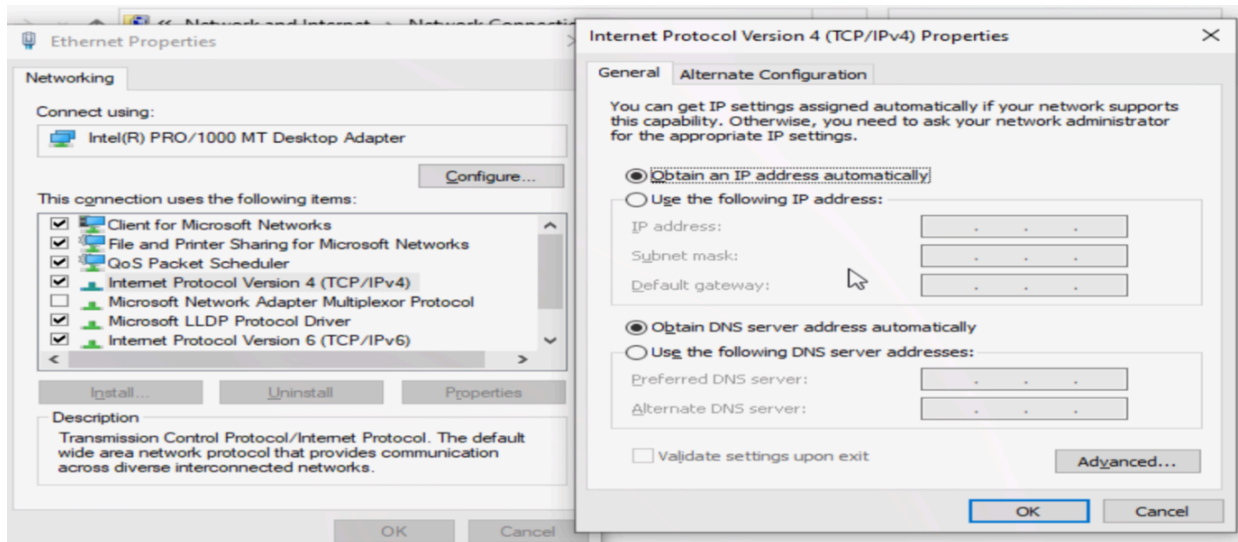 Network and Internet > Network Connecti
Ethernet Properties
Networking
Connect using:
Intel(R) PRO/1000 MT Desktop Adapter
Configure...
This connection uses the following items:
Client for Microsoft Networks
File and Printer Sharing for Microsoft Networks
QoS Packet Scheduler
Internet Protocol Version 4 (TCP/IPv4)
Microsoft Network Adapter Multiplexor Protocol
Microsoft LLDP Protocol Driver
Internet Protocol Version 6 (TCP/IPv6)
Install...
Uninstall
Properties
Description
Transmission Control Protocol/Internet Protocol. The default
wide area network protocol that provides communication
across diverse interconnected networks.
OK
Cancel
Internet Protocol Version 4 (TCP/IPv4) Properties
General
Alternate Configuration
You can get IP settings assigned automatically if your network supports
this capability. Otherwise, you need to ask your network administrator
for the appropriate IP settings.
Obtain an IP address automatically
Use the following IP address:
IP address:
Subnet mask:
Default gateway:
Obtain DNS server address automatically
Use the following DNS server addresses:
Preferred DNS server:
Alternate DNS server:
Validate settings upon exit
Advanced...
OK
Cancel